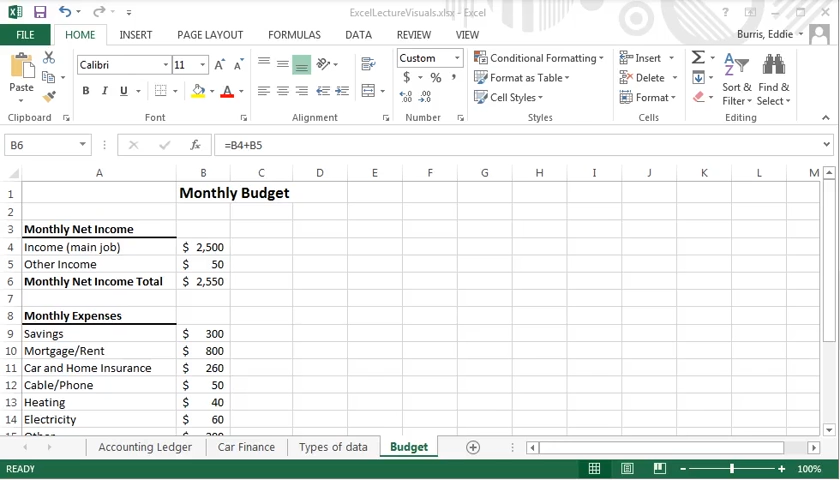 ExcelLectureVisuals.xlsx - Excel
FILE HOME INSERT PAGE LAYOUT FORMULAS DATA REVIEW VIEW Burris, Eddie
Paste
Calibri 11 A A
B I U A
Custom
$ % ,
Conditional Formatting
Format as Table
Cell Styles
Insert
Delete
Format
Σ
Sort & Filter
Find & Select
Clipboard Font Alignment Number Styles Cells Editing
B6 fx =B4+B5
A B C D E F G H I J K L M
1 Monthly Budget
2
3 Monthly Net Income
4 Income (main job) $ 2,500
5 Other Income $ 50
6 Monthly Net Income Total $ 2,550
7
8 Monthly Expenses
9 Savings $ 300
10 Mortgage/Rent $ 800
11 Car and Home Insurance $ 260
12 Cable/Phone $ 50
13 Heating $ 40
14 Electricity $ 60
Accounting Ledger Car Finance Types of data Budget
READY 100%